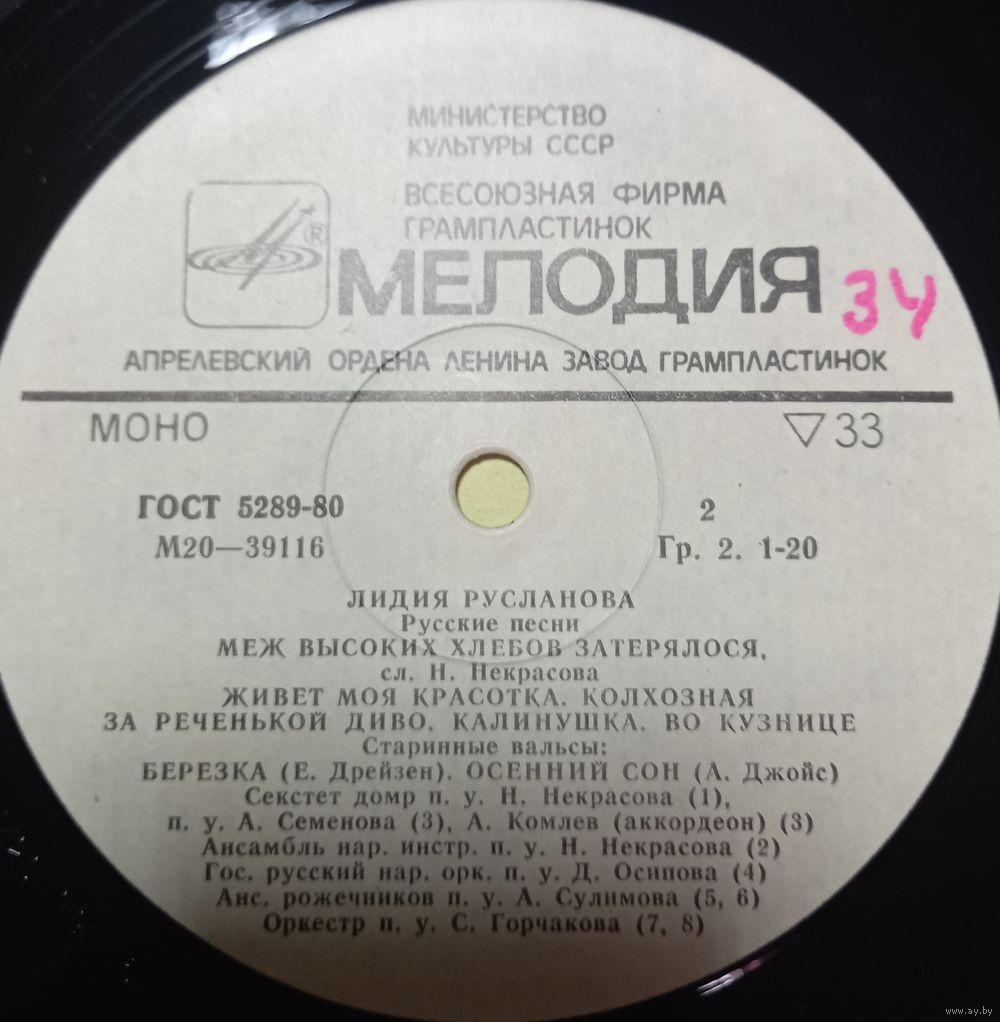 МИНИСТЕРСТВО
КУЛЬТУРЫ СССР
ВСЕСОЮЗНАЯ ФИРМА
ГРАМПЛАСТИНОК
®
МЕЛОДИЯ 34
АПРЕЛЕВСКИЙ ОРДЕНА ЛЕНИНА ЗАВОД ГРАМПЛАСТИНОК
МОНО ▽33
ГОСТ 5289-80 2
М20—39116 Гр. 2. 1-20
ЛИДИЯ РУСЛАНОВА
Русские песни
МЕЖ ВЫСОКИХ ХЛЕБОВ ЗАТЕРЯЛОСЯ,
сл. Н. Некрасова
ЖИВЕТ МОЯ КРАСОТКА. КОЛХОЗНАЯ
ЗА РЕЧЕНЬКОЙ ДИВО. КАЛИНУШКА. ВО КУЗНИЦЕ
Старинные вальсы:
БЕРЕЗКА (Е. Дрейзен). ОСЕННИЙ СОН (А. Джойс)
Секстет домр п. у. Н. Некрасова (1),
п. у. А. Семенова (3), А. Комлев (аккордеон) (3)
Ансамбль нар. инстр. п. у. Н. Некрасова (2)
Гос. русский нар. орк. п. у. Д. Осипова (4)
Анс. рожечников п. у. А. Сулимова (5, 6)
Оркестр п. у. С. Горчакова (7, 8)
www.ay.by